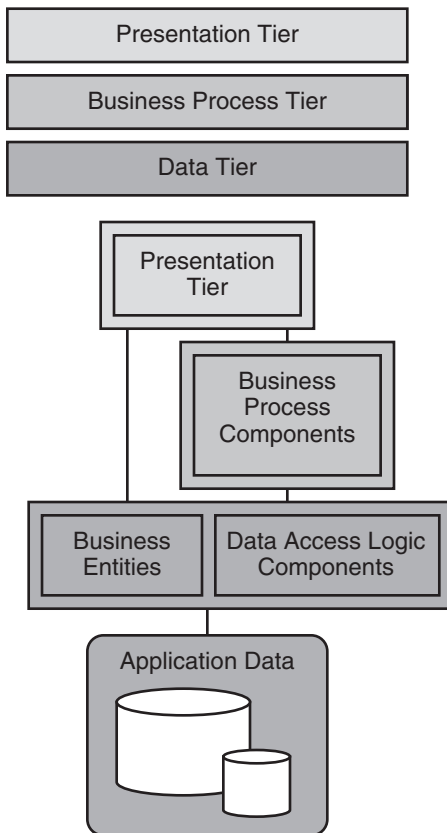 Presentation Tier
Business Process Tier
Data Tier
Presentation
Tier
Business
Process
Components
Business
Entities
Data Access Logic
Components
Application Data